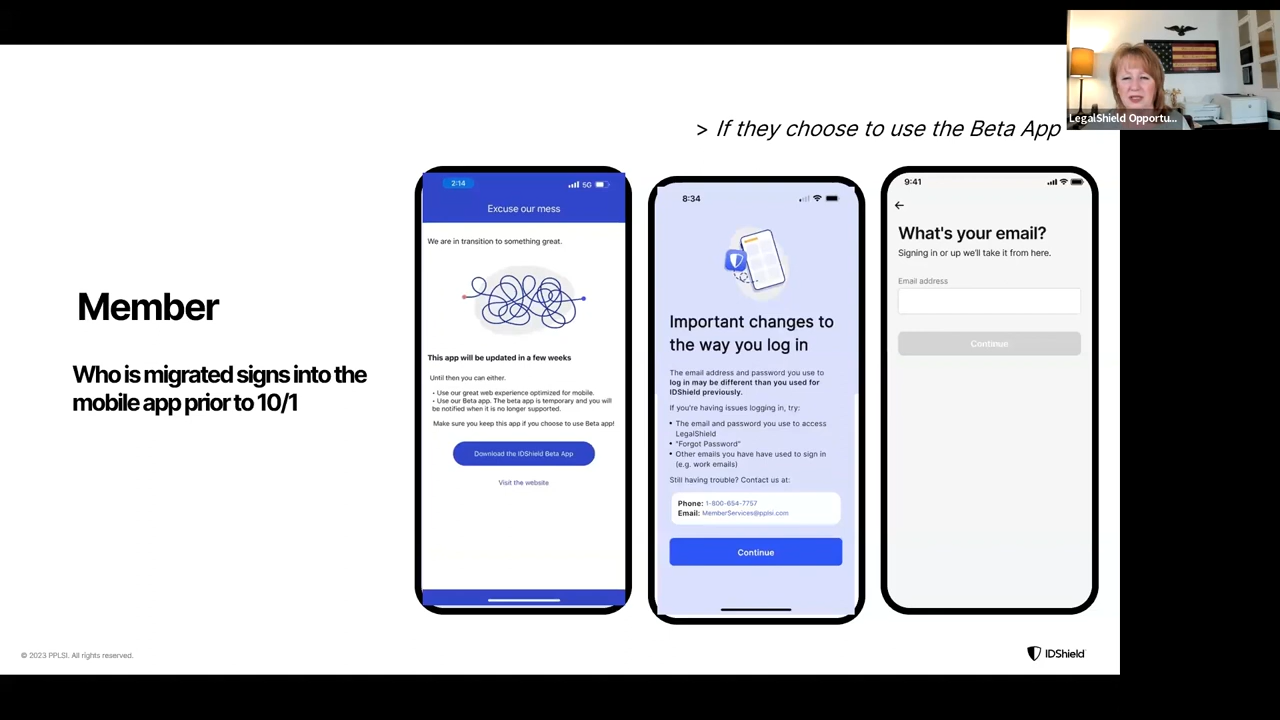 LegalShield Opportu...
> If they choose to use the Beta App
Member
Who is migrated signs into the
mobile app prior to 10/1
2:14
5G
Excuse our mess
We are in transition to something great.
This app will be updated in a few weeks
Until then you can either.
• Use our great web experience optimized for mobile.
• Use our Beta app. The beta app is temporary and you will
be notified when it is no longer supported.
Make sure you keep this app if you choose to use Beta app!
Download the IDShield Beta App
Visit the website
8:34
Important changes to
the way you log in
The email address and password you use to
log in may be different than you used for
IDShield previously.
If you're having issues logging in, try:
• The email and password you use to access
LegalShield
• "Forgot Password"
• Other emails you have have used to sign in
(e.g. work emails)
Still having trouble? Contact us at:
Phone: 1-800-654-7757
Email: MemberServices@pplsi.com
Continue
9:41
What's your email?
Signing in or up we'll take it from here.
Email address
Continue
© 2023 PPLSI. All rights reserved.
IDShield